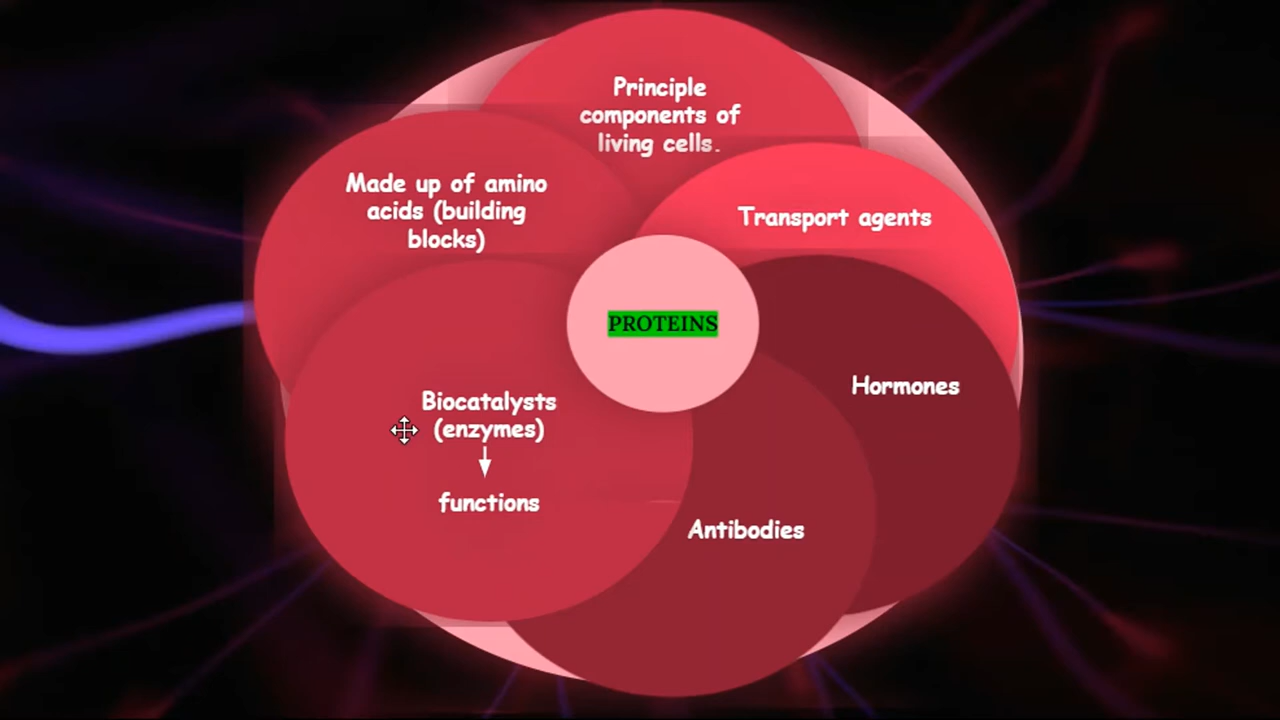 Principle
components of
living cells.
Made up of amino
acids (building
blocks)
Transport agents
PROTEINS
Hormones
Biocatalysts
(enzymes)
functions
Antibodies